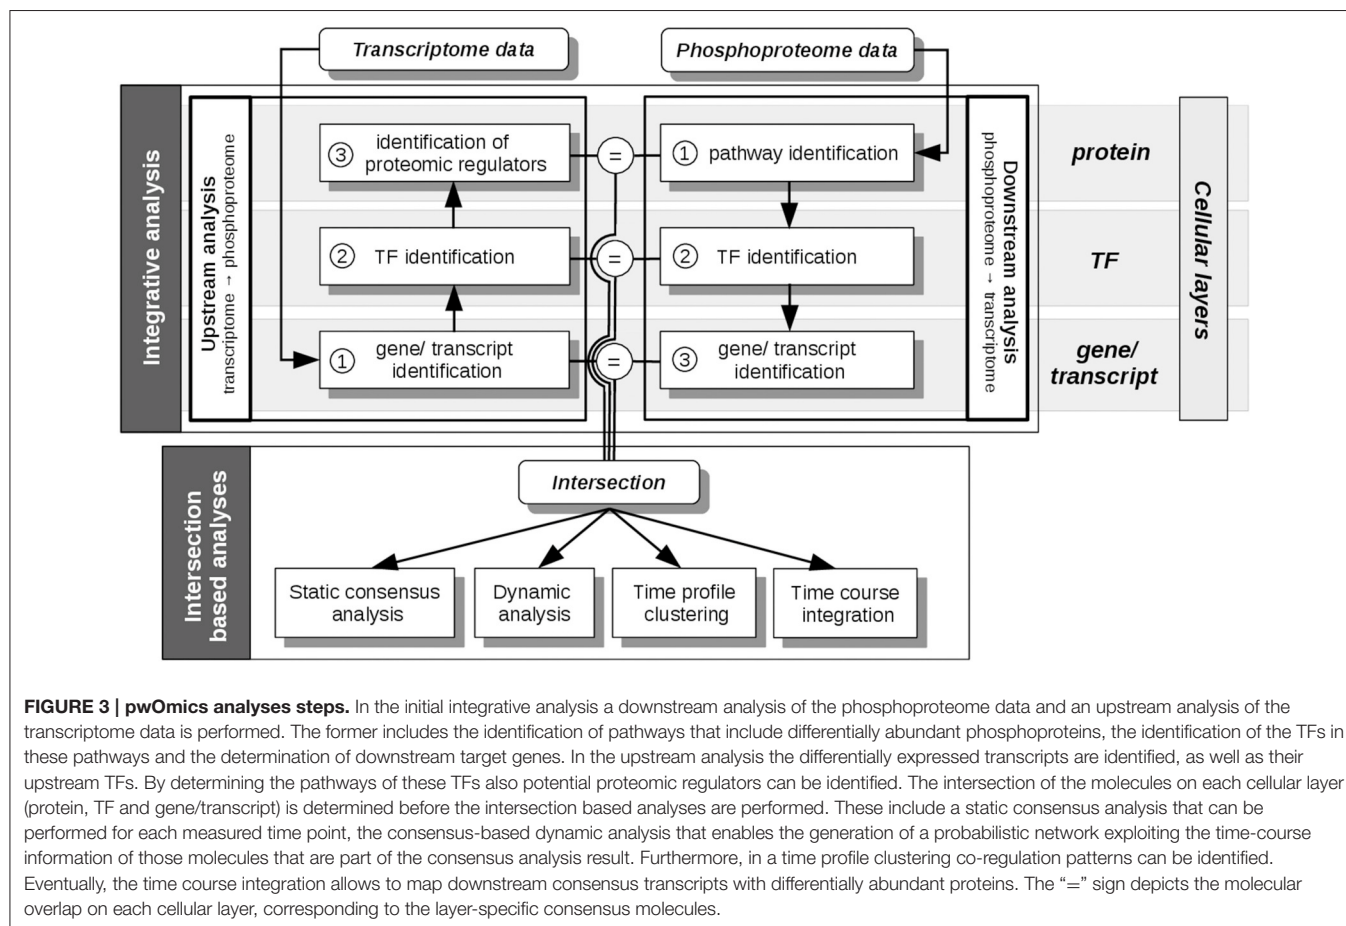 Transcriptome data
Phosphoproteome data
Integrative analysis
Upstream analysis
transcriptome → phosphoproteome
③ identification of
proteomic regulators
=
① pathway identification
② TF identification
=
② TF identification
① gene/ transcript
identification
=
③ gene/ transcript
identification
Downstream analysis
phosphoproteome → transcriptome
protein
TF
gene/
transcript
Cellular layers
Intersection
based analyses
Intersection
Static consensus
analysis
Dynamic
analysis
Time profile
clustering
Time course
integration
FIGURE 3 | pwOmics analyses steps. In the initial integrative analysis a downstream analysis of the phosphoproteome data and an upstream analysis of the
transcriptome data is performed. The former includes the identification of pathways that include differentially abundant phosphoproteins, the identification of the TFs in
these pathways and the determination of downstream target genes. In the upstream analysis the differentially expressed transcripts are identified, as well as their
upstream TFs. By determining the pathways of these TFs also potential proteomic regulators can be identified. The intersection of the molecules on each cellular layer
(protein, TF and gene/transcript) is determined before the intersection based analyses are performed. These include a static consensus analysis that can be
performed for each measured time point, the consensus-based dynamic analysis that enables the generation of a probabilistic network exploiting the time-course
information of those molecules that are part of the consensus analysis result. Furthermore, in a time profile clustering co-regulation patterns can be identified.
Eventually, the time course integration allows to map downstream consensus transcripts with differentially abundant proteins. The “=” sign depicts the molecular
overlap on each cellular layer, corresponding to the layer-specific consensus molecules.